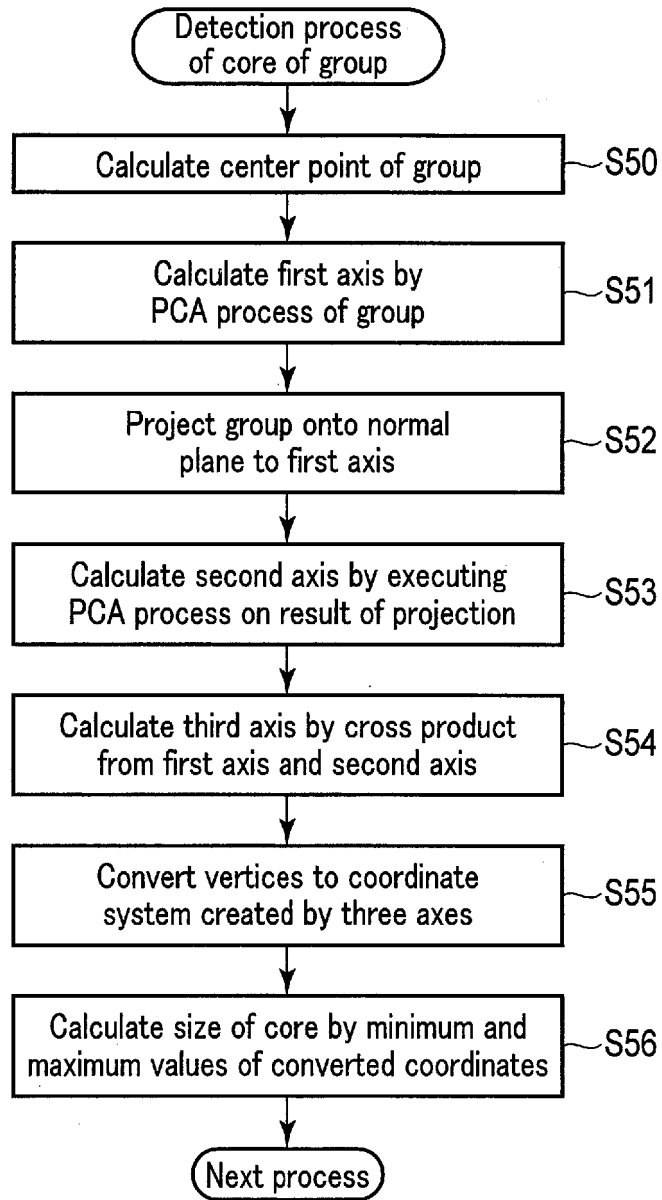 Detection process
of core of group
Calculate center point of group
S50
Calculate first axis by
PCA process of group
S51
Project group onto normal
plane to first axis
S52
Calculate second axis by executing
PCA process on result of projection
S53
Calculate third axis by cross product
from first axis and second axis
S54
Convert vertices to coordinate
system created by three axes
S55
Calculate size of core by minimum and
maximum values of converted coordinates
S56
Next process